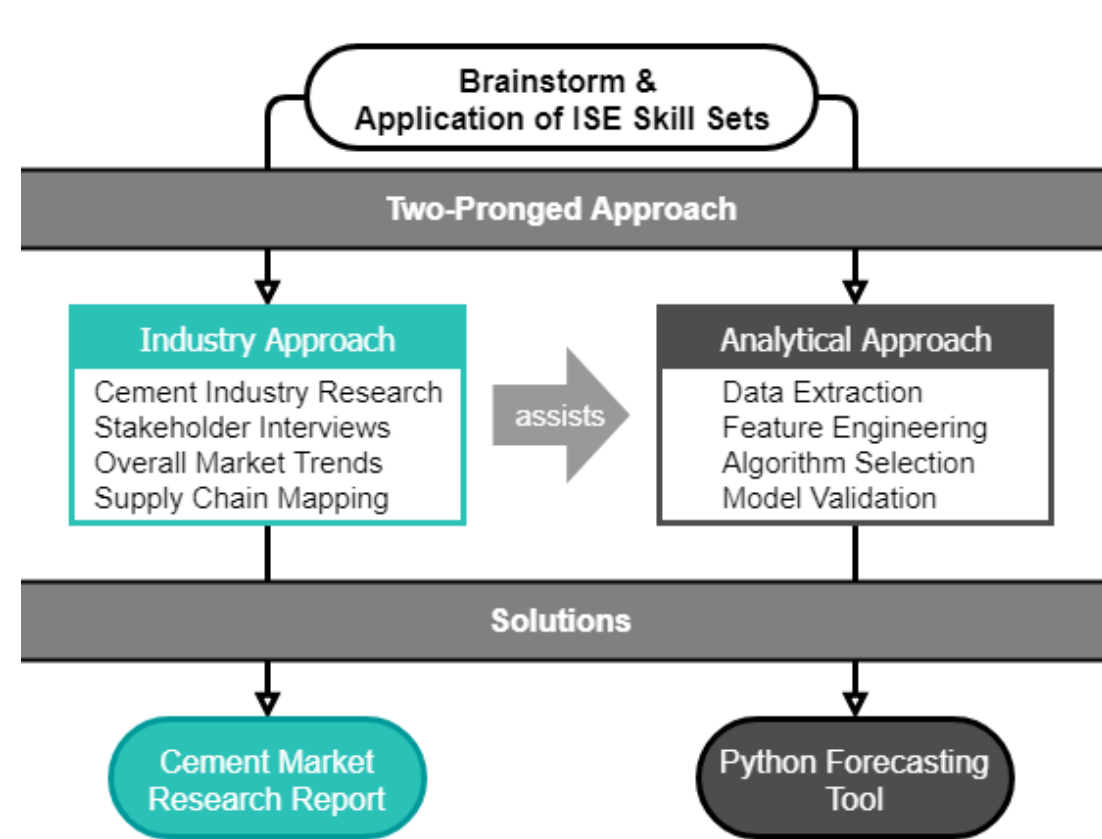 Brainstorm &
Application of ISE Skill Sets
Two-Pronged Approach
Industry Approach
Cement Industry Research
Stakeholder Interviews
Overall Market Trends
Supply Chain Mapping
assists
Analytical Approach
Data Extraction
Feature Engineering
Algorithm Selection
Model Validation
Solutions
Cement Market
Research Report
Python Forecasting
Tool